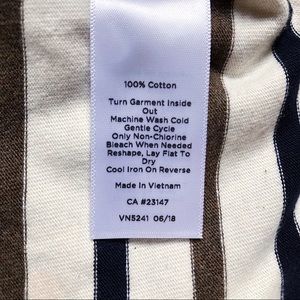 100% Cotton
Turn Garment Inside
Out
Machine Wash Cold
Gentle Cycle
Only Non-Chlorine
Bleach When Needed
Reshape, Lay Flat To
Dry
Cool Iron On Reverse
Made In Vietnam
CA #23147
VN5241 06/18